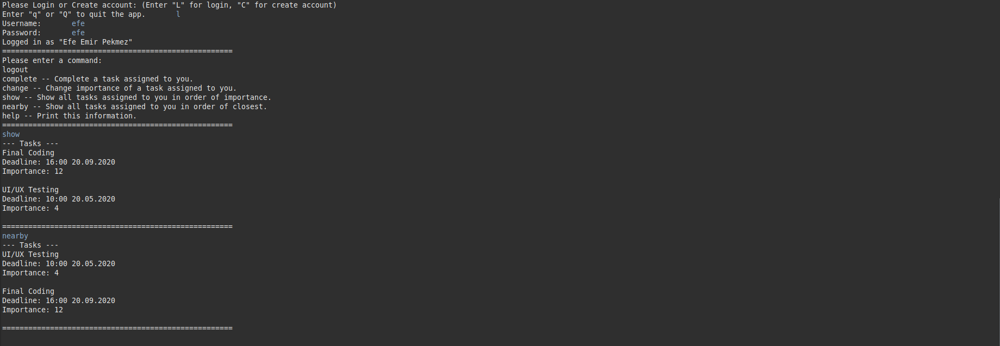 Please Login or Create account: (Enter "L" for login, "C" for create account)
Enter "q" or "Q" to quit the app.       l
Username:       efe
Password:       efe
Logged in as "Efe Emir Pekmez"
=====================================================
Please enter a command:
logout
complete -- Complete a task assigned to you.
change -- Change importance of a task assigned to you.
show -- Show all tasks assigned to you in order of importance.
nearby -- Show all tasks assigned to you in order of closest.
help -- Print this information.
=====================================================
show
--- Tasks ---
Final Coding
Deadline: 16:00 20.09.2020
Importance: 12
UI/UX Testing
Deadline: 10:00 20.05.2020
Importance: 4
=====================================================
nearby
--- Tasks ---
UI/UX Testing
Deadline: 10:00 20.05.2020
Importance: 4
Final Coding
Deadline: 16:00 20.09.2020
Importance: 12
=====================================================